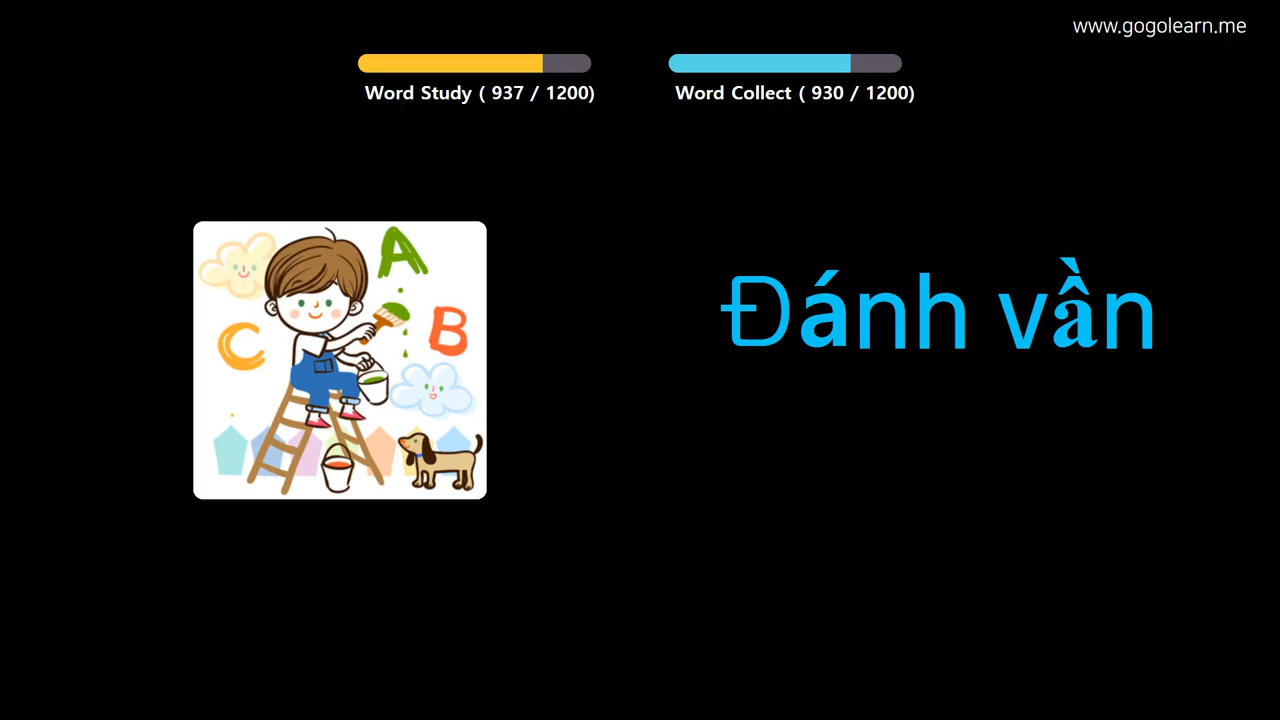 www.gogolearn.me
Word Study ( 937 / 1200)
Word Collect ( 930 / 1200)
A
B
C
Đánh vần